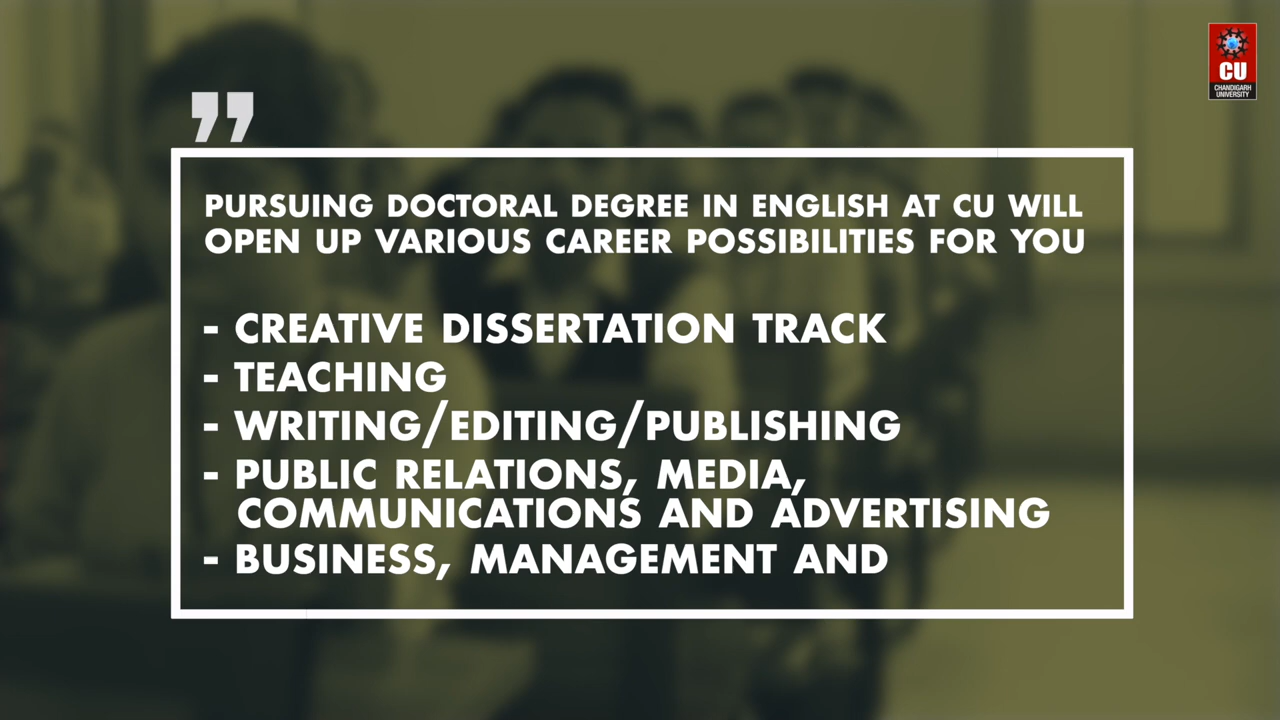 CU
CHANDIGARH
UNIVERSITY
”
PURSUING DOCTORAL DEGREE IN ENGLISH AT CU WILL
OPEN UP VARIOUS CAREER POSSIBILITIES FOR YOU
- CREATIVE DISSERTATION TRACK
- TEACHING
- WRITING/EDITING/PUBLISHING
- PUBLIC RELATIONS, MEDIA,
COMMUNICATIONS AND ADVERTISING
- BUSINESS, MANAGEMENT AND